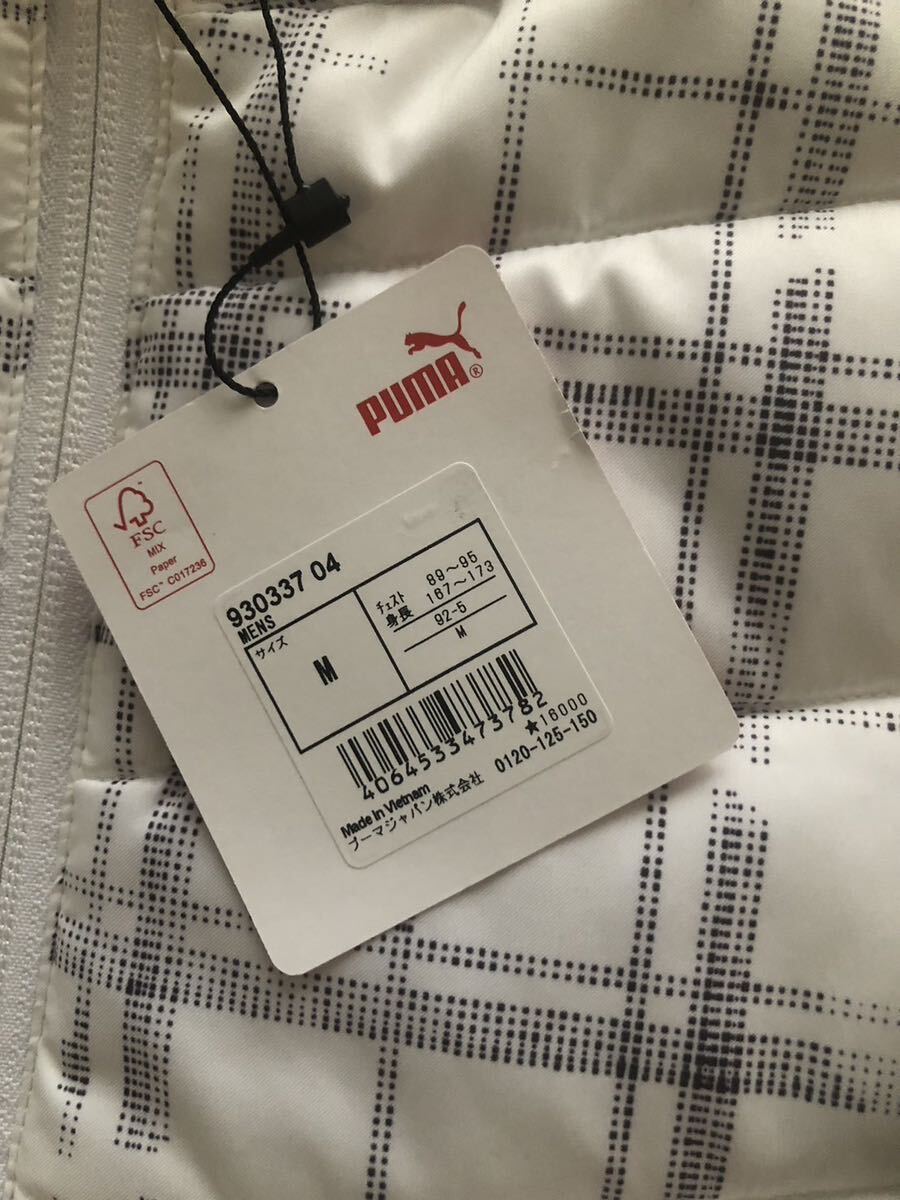 PUMA®
FSC
MIX
Paper
FSC™ C017236
930337 04
MENS
サイズ
M
チェスト 89～95
身長 167～173
92-5
M
4064533473782
★16000
Made in Vietnam
プーマジャパン株式会社 0120-125-150